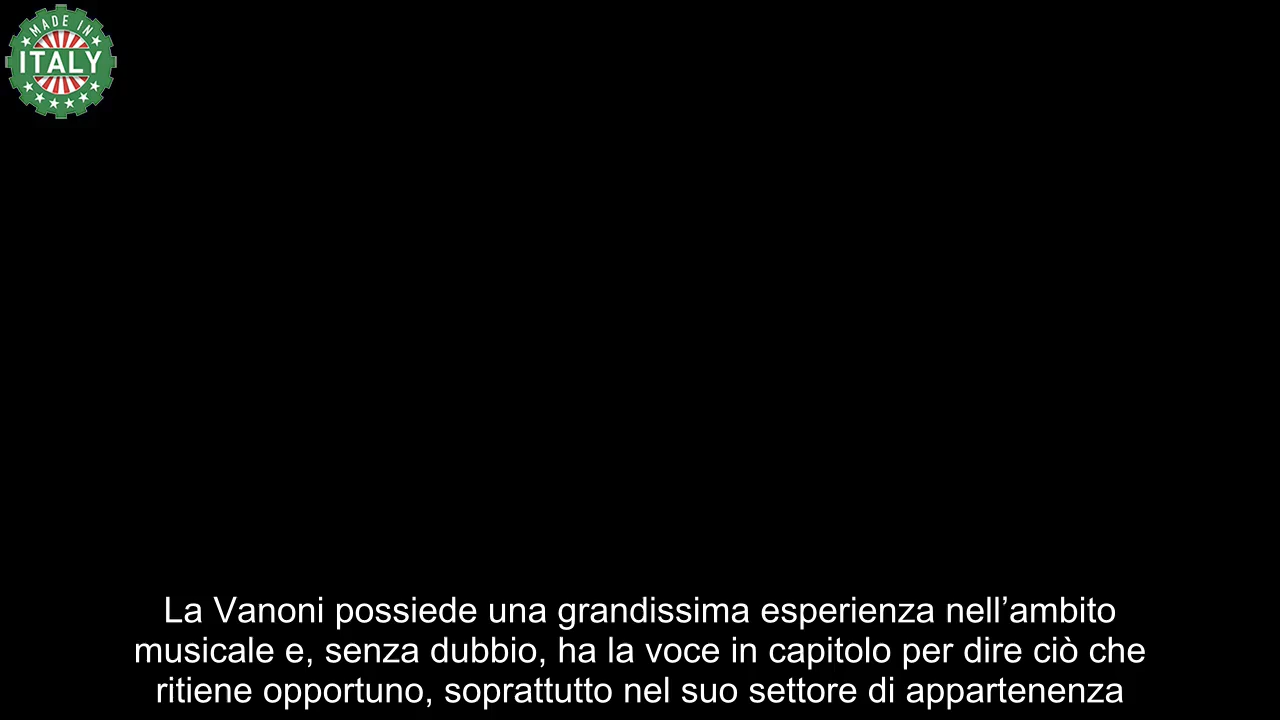 MADE IN
ITALY
La Vanoni possiede una grandissima esperienza nell’ambito
musicale e, senza dubbio, ha la voce in capitolo per dire ciò che
ritiene opportuno, soprattutto nel suo settore di appartenenza